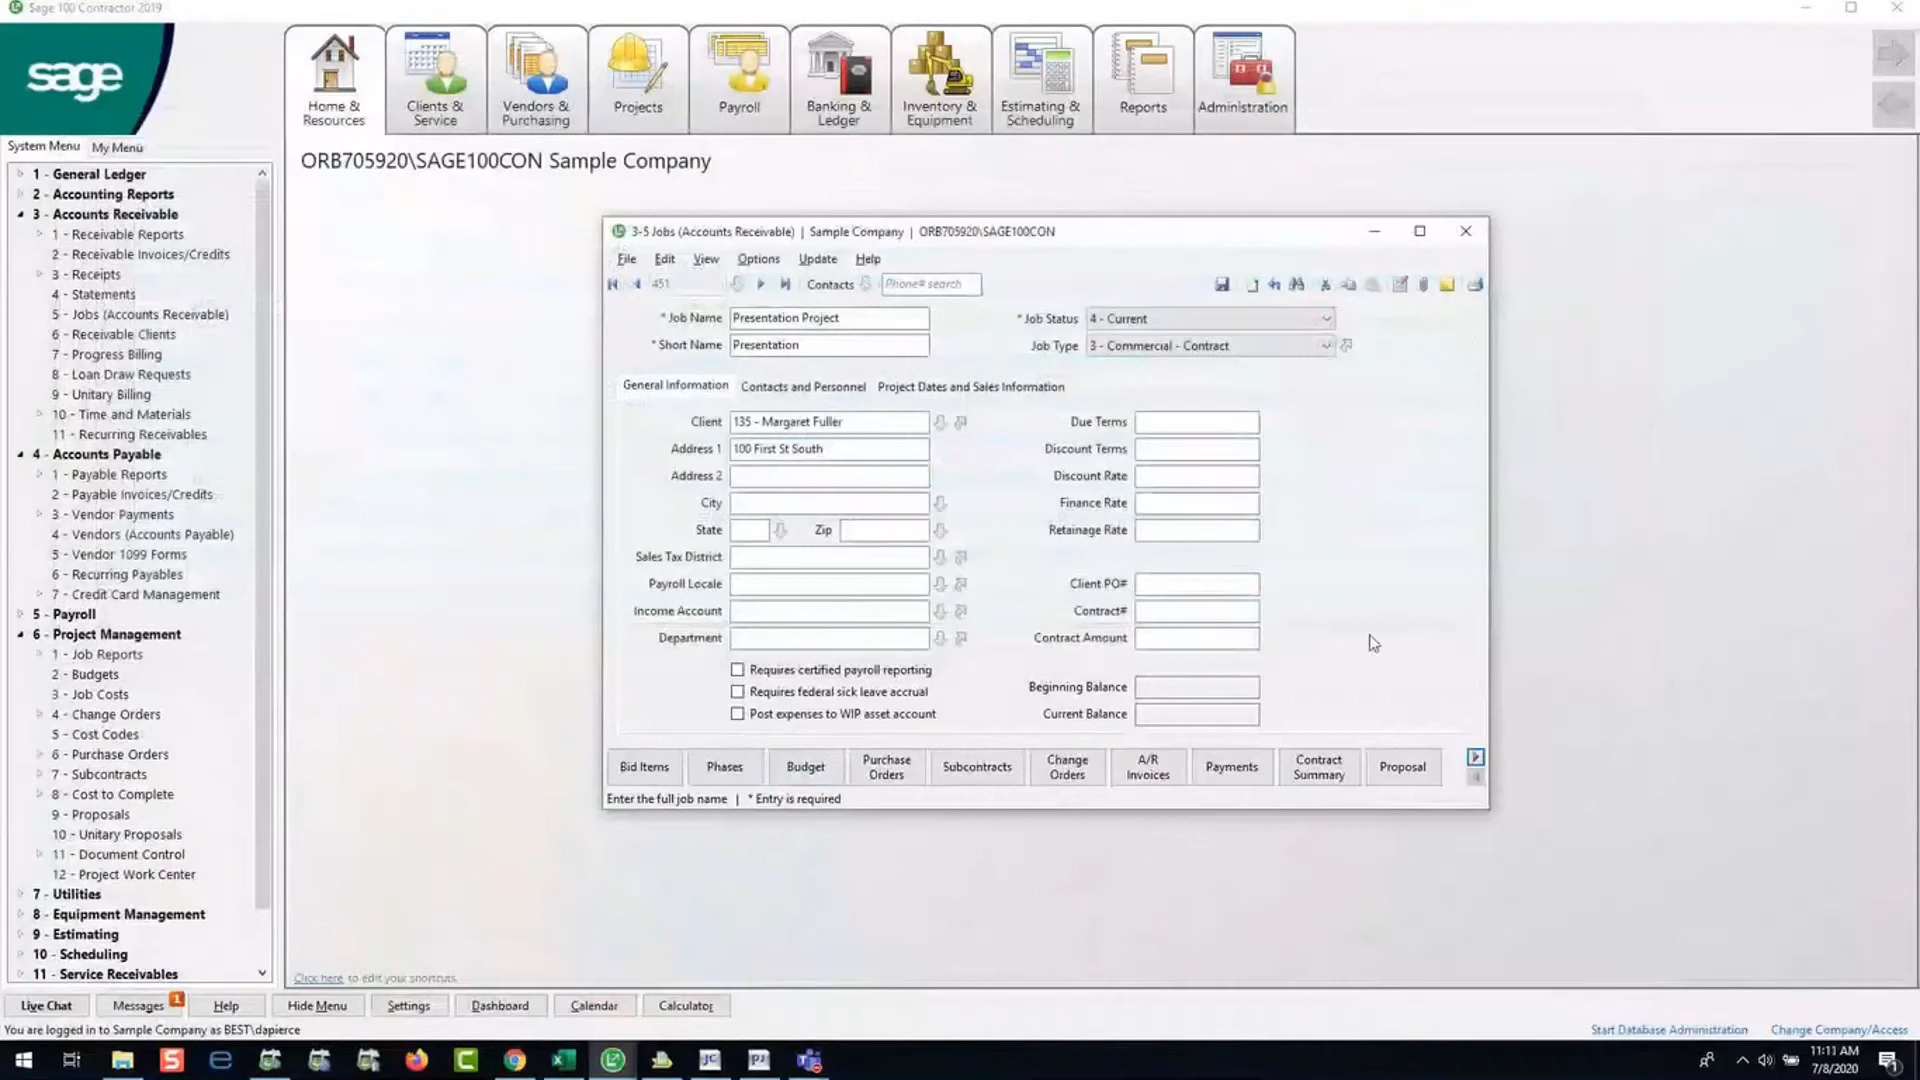 Sage 100 Contractor 2019
sage
Home & Resources
Clients & Service
Vendors & Purchasing
Projects
Payroll
Banking & Ledger
Inventory & Equipment
Estimating & Scheduling
Reports
Administration
System Menu
My Menu
1 - General Ledger
2 - Accounting Reports
3 - Accounts Receivable
1 - Receivable Reports
2 - Receivable Invoices/Credits
3 - Receipts
4 - Statements
5 - Jobs (Accounts Receivable)
6 - Receivable Clients
7 - Progress Billing
8 - Loan Draw Requests
9 - Unitary Billing
10 - Time and Materials
11 - Recurring Receivables
4 - Accounts Payable
1 - Payable Reports
2 - Payable Invoices/Credits
3 - Vendor Payments
4 - Vendors (Accounts Payable)
5 - Vendor 1099 Forms
6 - Recurring Payables
7 - Credit Card Management
5 - Payroll
6 - Project Management
1 - Job Reports
2 - Budgets
3 - Job Costs
4 - Change Orders
5 - Cost Codes
6 - Purchase Orders
7 - Subcontracts
8 - Cost to Complete
9 - Proposals
10 - Unitary Proposals
11 - Document Control
12 - Project Work Center
7 - Utilities
8 - Equipment Management
9 - Estimating
10 - Scheduling
11 - Service Receivables
ORB705920\SAGE100CON Sample Company
3-5 Jobs (Accounts Receivable) | Sample Company | ORB705920\SAGE100CON
File Edit View Options Update Help
451 Contacts Phone# search
* Job Name Presentation Project
* Short Name Presentation
* Job Status 4 - Current
Job Type 3 - Commercial - Contract
General Information Contacts and Personnel Project Dates and Sales Information
Client 135 - Margaret Fuller
Address 1 100 First St South
Address 2
City
State Zip
Sales Tax District
Payroll Locale
Income Account
Department
Requires certified payroll reporting
Requires federal sick leave accrual
Post expenses to WIP asset account
Due Terms
Discount Terms
Discount Rate
Finance Rate
Retainage Rate
Client PO#
Contract#
Contract Amount
Beginning Balance
Current Balance
Bid Items
Phases
Budget
Purchase Orders
Subcontracts
Change Orders
A/R Invoices
Payments
Contract Summary
Proposal
Enter the full job name | * Entry is required
Click here to edit your shortcuts.
Live Chat Messages 1 Help Hide Menu Settings Dashboard Calendar Calculator
You are logged in to Sample Company as BEST\dapierce
Start Database Administration Change Company/Access
11:11 AM
7/8/2020